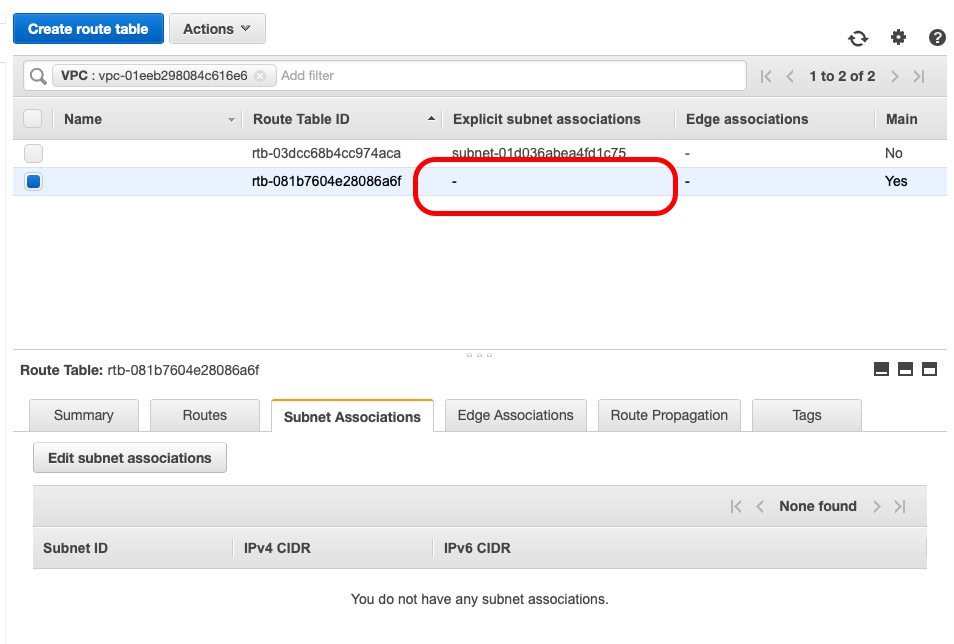 Create route table Actions
VPC : vpc-01eeb298084c616e6 Add filter 1 to 2 of 2
Name Route Table ID Explicit subnet associations Edge associations Main
rtb-03dcc68b4cc974aca subnet-01d036abea4fd1c75 - No
rtb-081b7604e28086a6f - - Yes
Route Table: rtb-081b7604e28086a6f
Summary Routes Subnet Associations Edge Associations Route Propagation Tags
Edit subnet associations
None found
Subnet ID IPv4 CIDR IPv6 CIDR
You do not have any subnet associations.